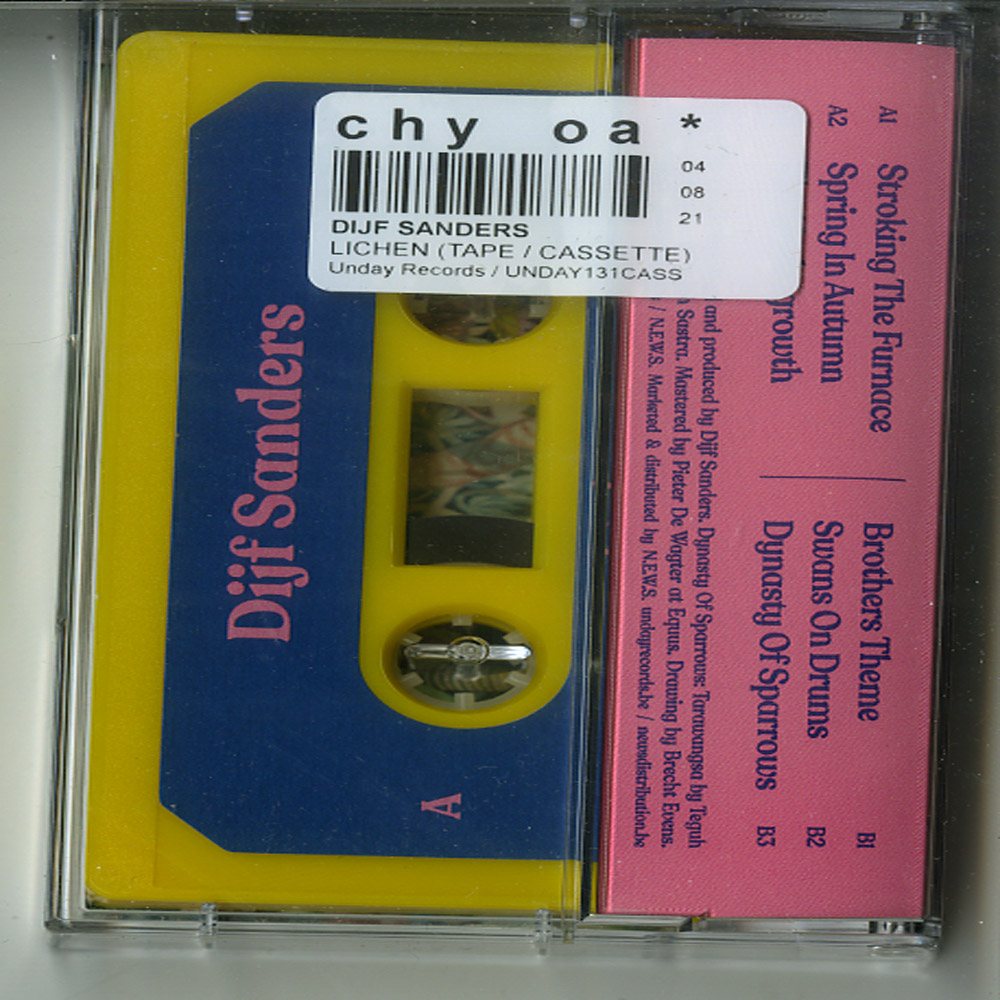 chy oa *
04
08
21
DIJF SANDERS
LICHEN (TAPE / CASSETTE)
Unday Records / UNDAY131CASS
Dijf Sanders
A
A1 Stroking The Furnace
A2 Spring In Autumn
Brothers Theme B1
Swans On Drums B2
Dynasty Of Sparrows B3
and produced by Dijf Sanders. Dynasty Of Sparrows: Tarawangsa by Teguh
Sastra. Mastered by Pieter De Wagter at Equus. Drawing by Brecht Evens.
/ N.E.W.S. Marketed & distributed by N.E.W.S. undayrecords.be / newsdistribution.be